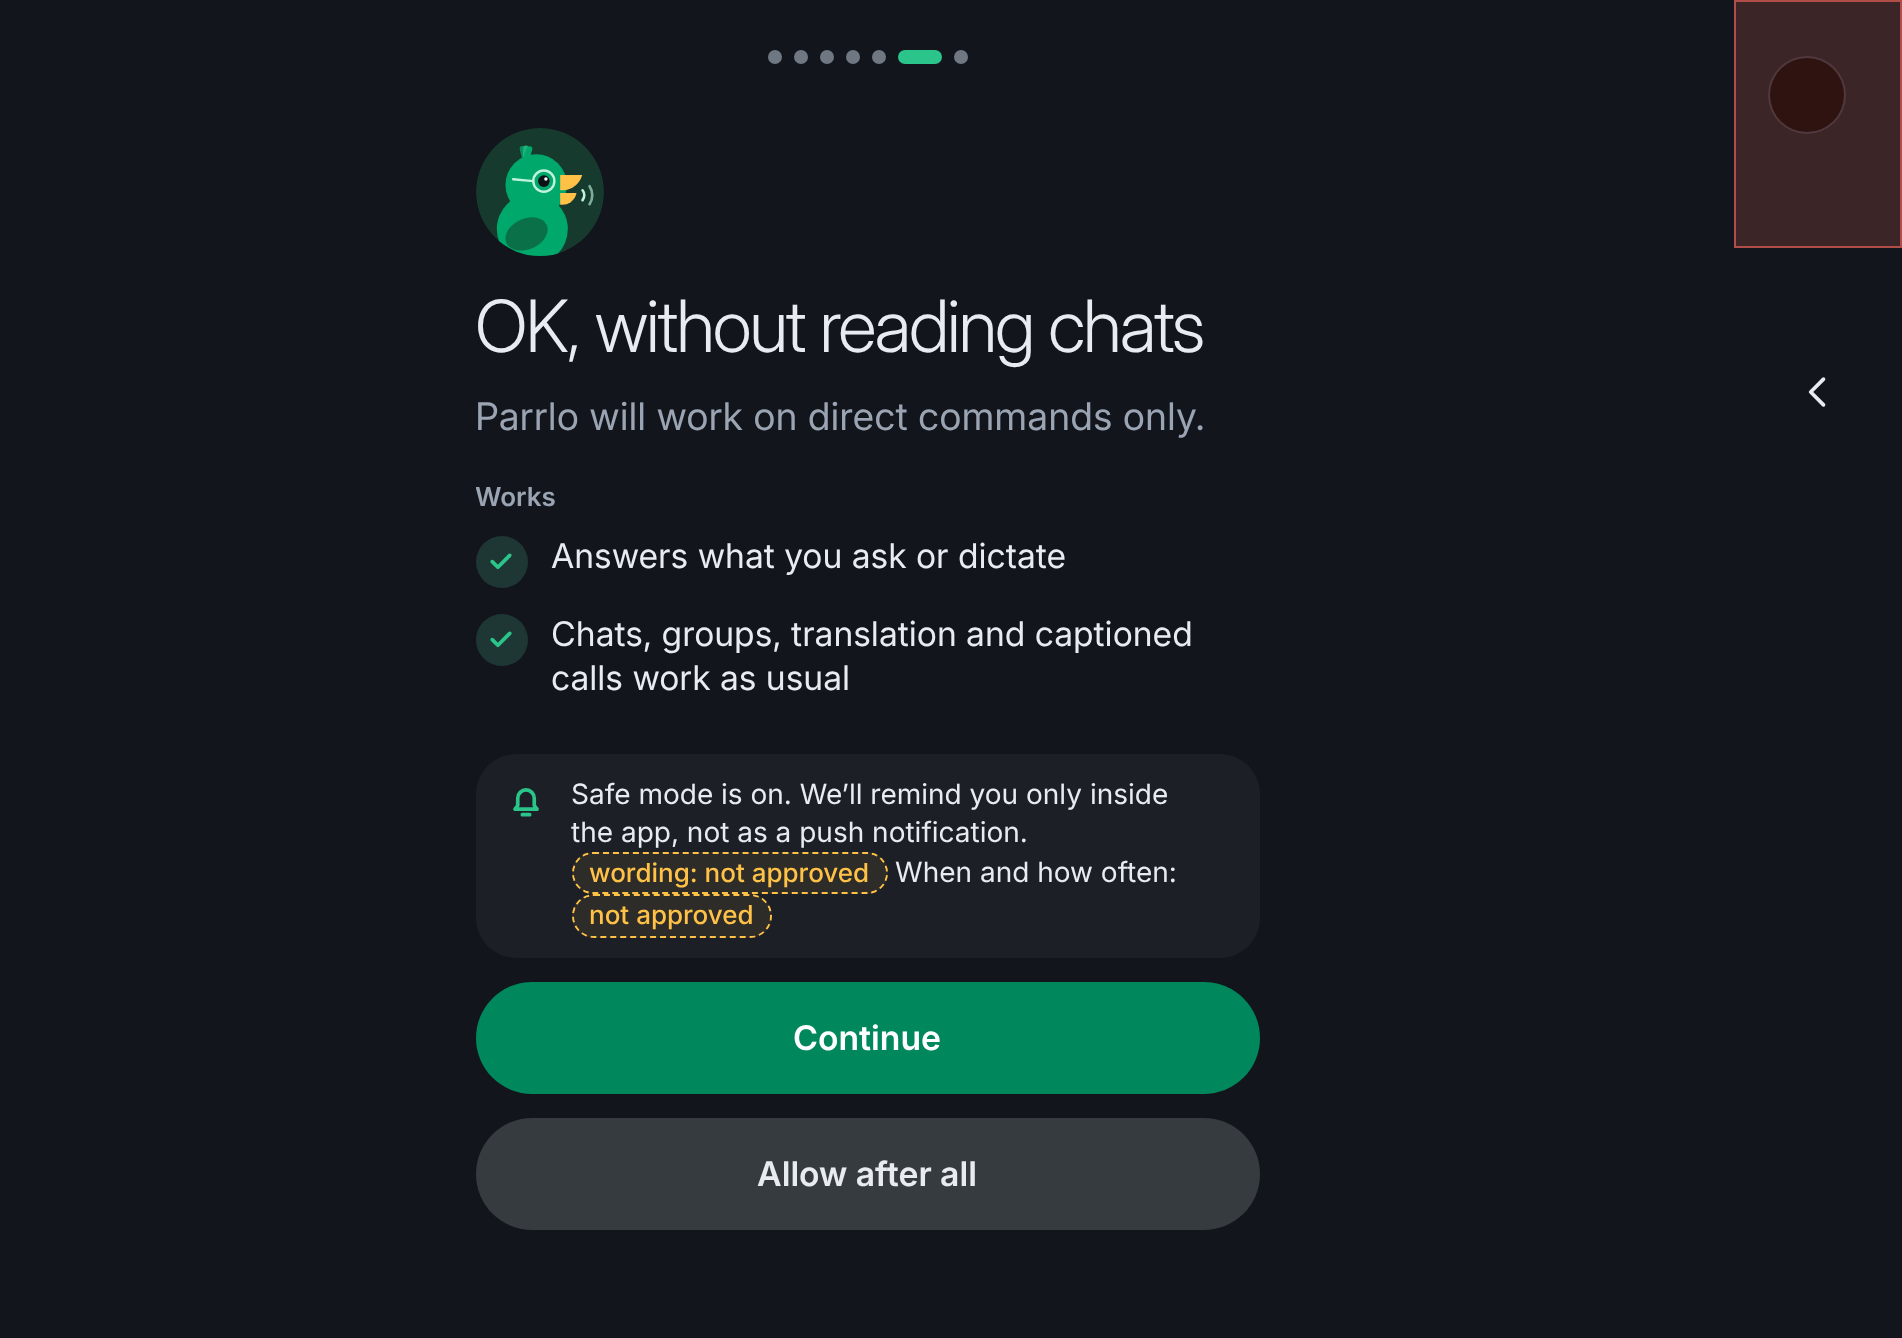 OK, without reading chats
Parrlo will work on direct commands only.
Works
Answers what you ask or dictate
Chats, groups, translation and captioned
calls work as usual
Safe mode is on. We’ll remind you only inside
the app, not as a push notification.
wording: not approved When and how often:
not approved
Continue
Allow after all